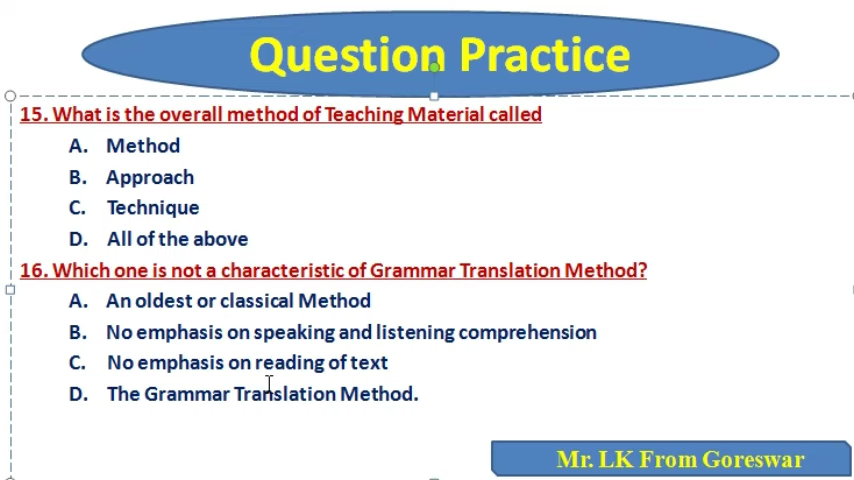 Question Practice
15. What is the overall method of Teaching Material called
A. Method
B. Approach
C. Technique
D. All of the above
16. Which one is not a characteristic of Grammar Translation Method?
A. An oldest or classical Method
B. No emphasis on speaking and listening comprehension
C. No emphasis on reading of text
D. The Grammar Translation Method.
Mr. LK From Goreswar